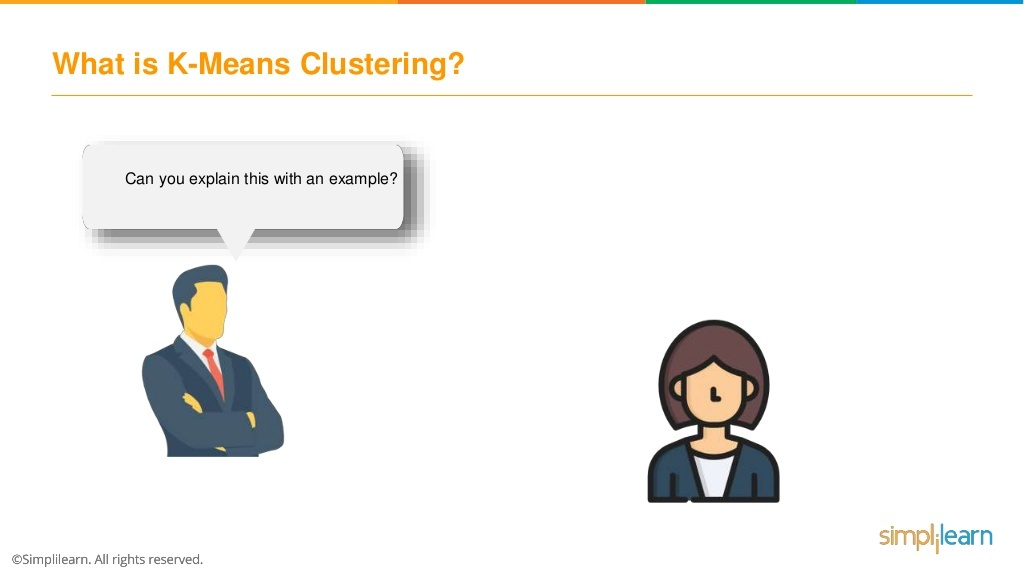 What is K-Means Clustering?
Can you explain this with an example?
simplilearn
©Simplilearn. All rights reserved.